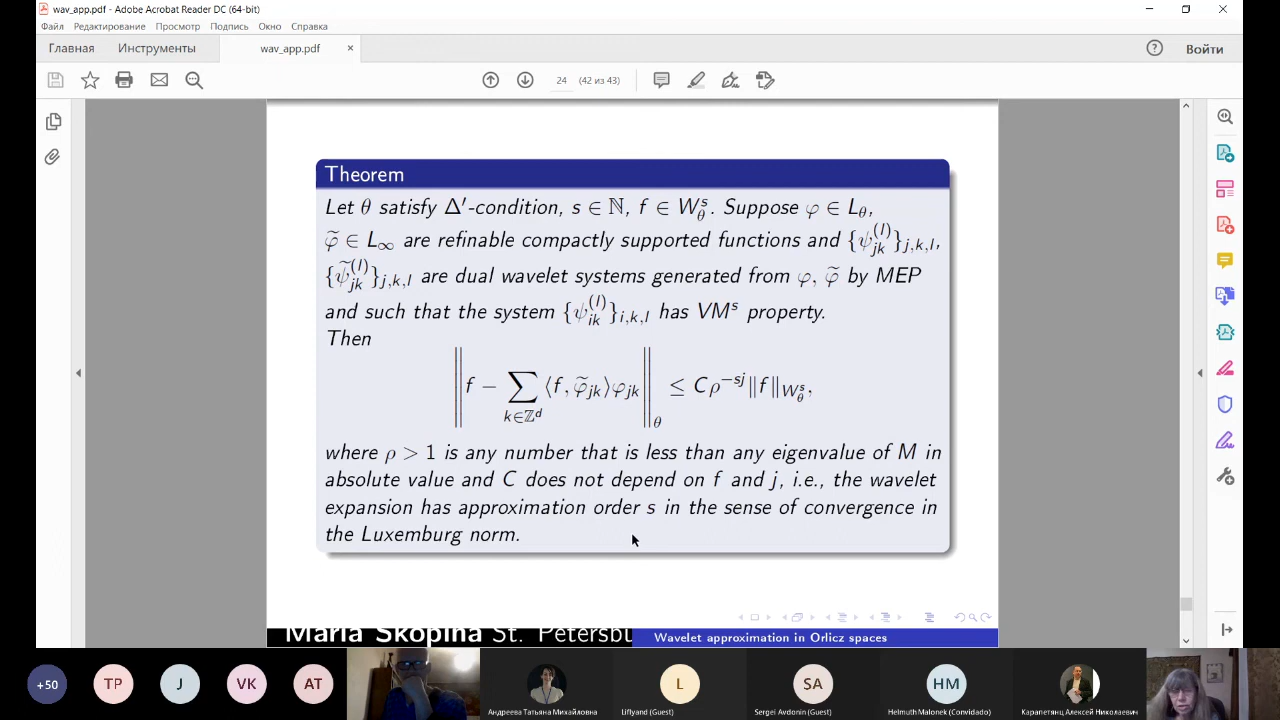 wav_app.pdf - Adobe Acrobat Reader DC (64-bit)
Файл Редактирование Просмотр Подпись Окно Справка
Главная Инструменты wav_app.pdf × Войти
24 (42 из 43)
Theorem
Let θ satisfy Δ′-condition, s ∈ ℕ, f ∈ W_θ^s. Suppose φ ∈ L_θ,
φ̃ ∈ L_∞ are refinable compactly supported functions and {ψ_{jk}^{(l)}}_{j,k,l},
{ψ̃_{jk}^{(l)}}_{j,k,l} are dual wavelet systems generated from φ, φ̃ by MEP
and such that the system {ψ_{ik}^{(l)}}_{i,k,l} has VM^s property.
Then
‖f − ∑_{k∈ℤ^d} ⟨f, φ̃_{jk}⟩φ_{jk}‖_θ ≤ Cρ^{−sj}‖f‖_{W_θ^s},
where ρ > 1 is any number that is less than any eigenvalue of M in
absolute value and C does not depend on f and j, i.e., the wavelet
expansion has approximation order s in the sense of convergence in
the Luxemburg norm.
Maria Skopina St. Petersbu Wavelet approximation in Orlicz spaces
+50 TP J VK AT L SA HM
Андреева Татьяна Михайловна Liflyand (Guest) Sergei Avdonin (Guest) Helmuth Malonek (Convidado) Карапетянц Алексей Николаевич